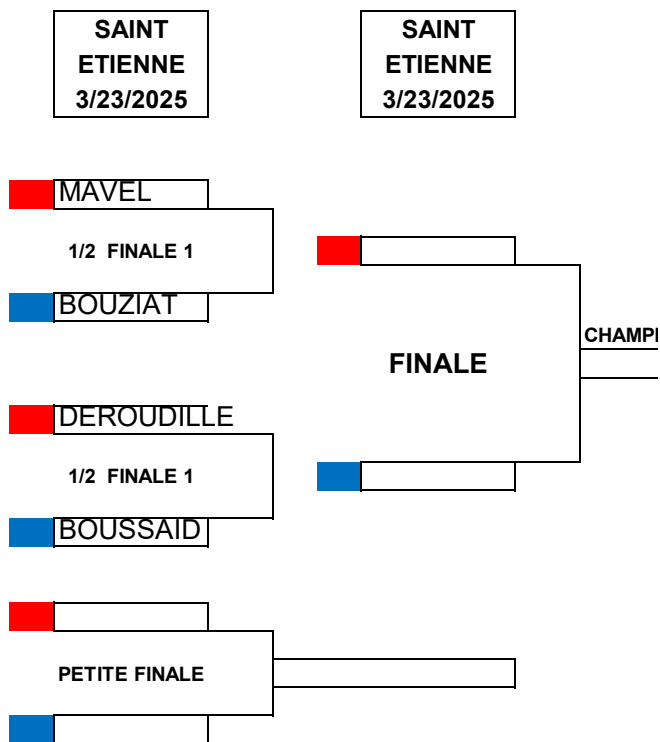 SAINT
ETIENNE
3/23/2025
SAINT
ETIENNE
3/23/2025
MAVEL
1/2 FINALE 1
BOUZIAT
CHAMPI
FINALE
DEROUDILLE
1/2 FINALE 1
BOUSSAID
PETITE FINALE